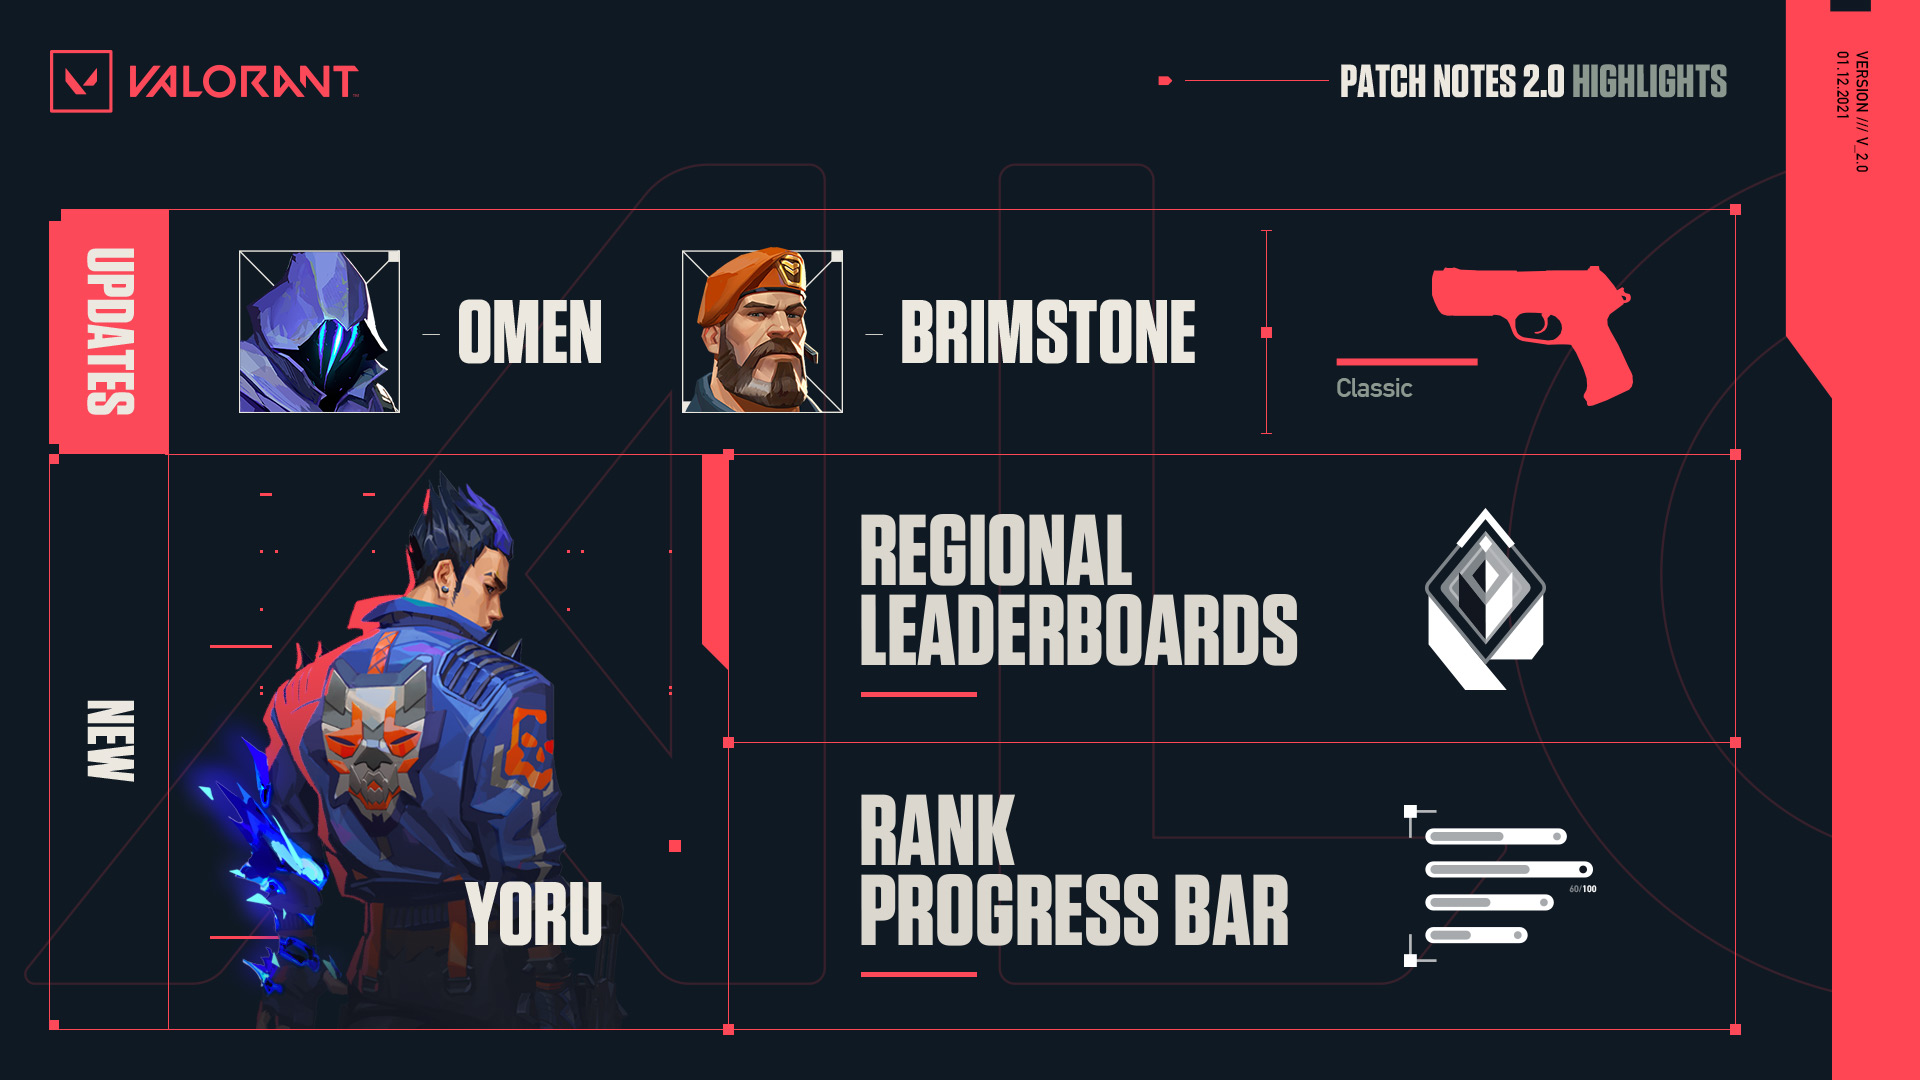 VALORANT
PATCH NOTES 2.0 HIGHLIGHTS
VERSION /// V_2.0
01.12.2021
UPDATES
OMEN
BRIMSTONE
Classic
NEW
YORU
REGIONAL
LEADERBOARDS
RANK
PROGRESS BAR
60/100